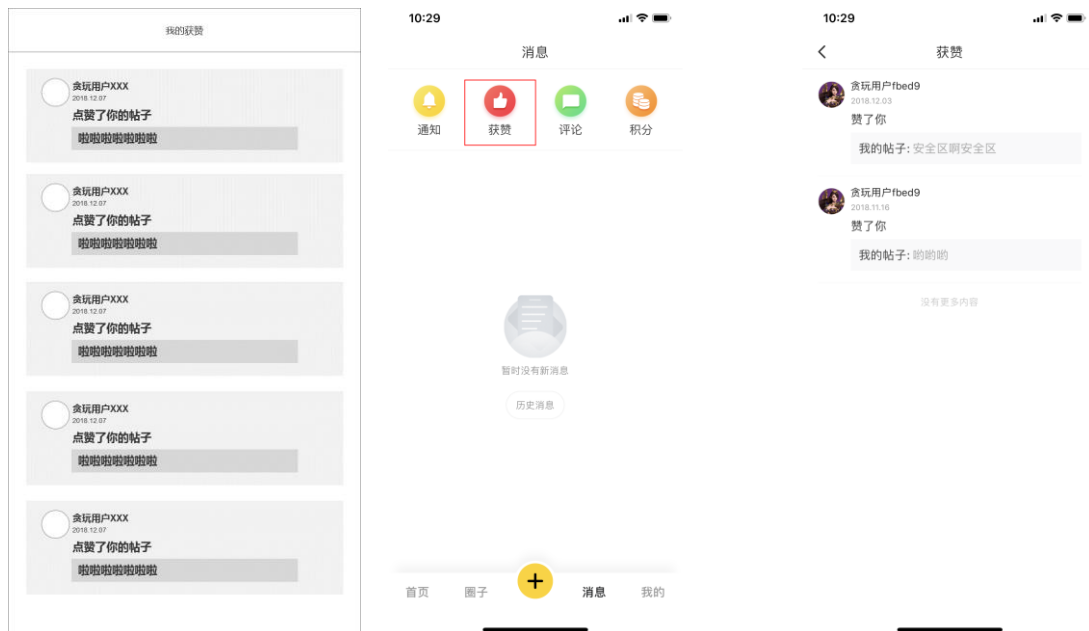 我的获赞
贪玩用户XXX
2018.12.07
点赞了你的帖子
啦啦啦啦啦啦啦
贪玩用户XXX
2018.12.07
点赞了你的帖子
啦啦啦啦啦啦啦
贪玩用户XXX
2018.12.07
点赞了你的帖子
啦啦啦啦啦啦啦
贪玩用户XXX
2018.12.07
点赞了你的帖子
啦啦啦啦啦啦啦
贪玩用户XXX
2018.12.07
点赞了你的帖子
啦啦啦啦啦啦啦
10:29
消息
通知 获赞 评论 积分
暂时没有新消息
历史消息
首页 圈子 消息 我的
10:29
获赞
贪玩用户fbed9
2018.12.03
赞了你
我的帖子: 安全区啊安全区
贪玩用户fbed9
2018.11.16
赞了你
我的帖子: 哟哟哟
没有更多内容